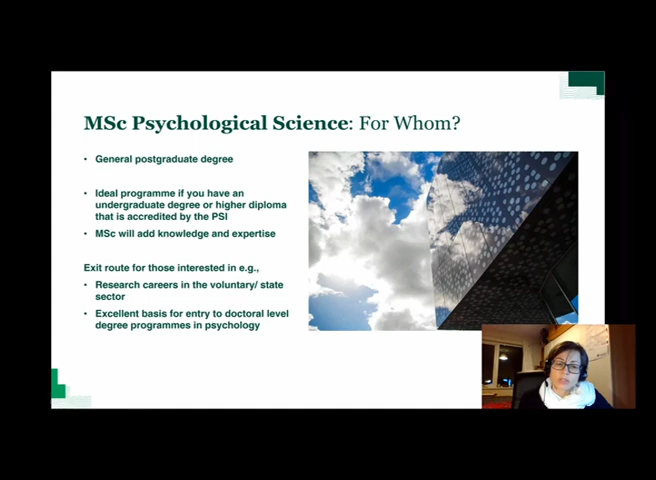 MSc Psychological Science: For Whom?
• General postgraduate degree
• Ideal programme if you have an
undergraduate degree or higher diploma
that is accredited by the PSI
• MSc will add knowledge and expertise
Exit route for those interested in e.g.,
• Research careers in the voluntary/ state
sector
• Excellent basis for entry to doctoral level
degree programmes in psychology